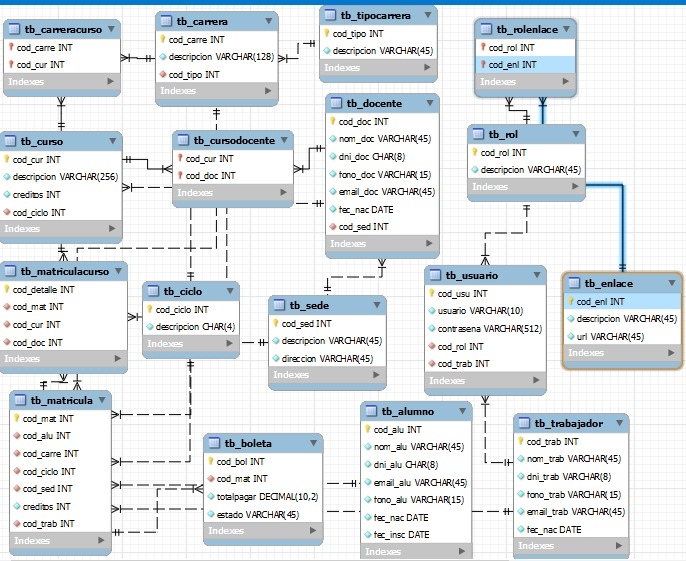 tb_carreracurso
cod_carre INT
cod_cur INT
Indexes
tb_carrera
cod_carre INT
descripcion VARCHAR(128)
cod_tipo INT
Indexes
tb_tipocarrera
cod_tipo INT
descripcion VARCHAR(45)
Indexes
tb_rolenlace
cod_rol INT
cod_enl INT
Indexes
tb_curso
cod_cur INT
descripcion VARCHAR(256)
creditos INT
cod_ciclo INT
Indexes
tb_cursodocente
cod_cur INT
cod_doc INT
Indexes
tb_docente
cod_doc INT
nom_doc VARCHAR(45)
dni_doc CHAR(8)
fono_doc VARCHAR(15)
email_doc VARCHAR(45)
fec_nac DATE
cod_sed INT
Indexes
tb_rol
cod_rol INT
descripcion VARCHAR(45)
Indexes
tb_matriculacurso
cod_detalle INT
cod_mat INT
cod_cur INT
cod_doc INT
Indexes
tb_ciclo
cod_ciclo INT
descripcion CHAR(4)
Indexes
tb_sede
cod_sed INT
descripcion VARCHAR(45)
direccion VARCHAR(45)
Indexes
tb_usuario
cod_usu INT
usuario VARCHAR(10)
contrasena VARCHAR(512)
cod_rol INT
cod_trab INT
Indexes
tb_enlace
cod_enl INT
descripcion VARCHAR(45)
url VARCHAR(45)
Indexes
tb_matricula
cod_mat INT
cod_alu INT
cod_carre INT
cod_ciclo INT
cod_sed INT
creditos INT
cod_trab INT
Indexes
tb_boleta
cod_bol INT
cod_mat INT
totalpagar DECIMAL(10,2)
estado VARCHAR(45)
Indexes
tb_alumno
cod_alu INT
nom_alu VARCHAR(45)
dni_alu CHAR(8)
email_alu VARCHAR(45)
fono_alu VARCHAR(15)
fec_nac DATE
fec_insc DATE
Indexes
tb_trabajador
cod_trab INT
nom_trab VARCHAR(45)
dni_trab VARCHAR(8)
fono_trab VARCHAR(15)
email_trab VARCHAR(45)
fec_nac DATE
Indexes